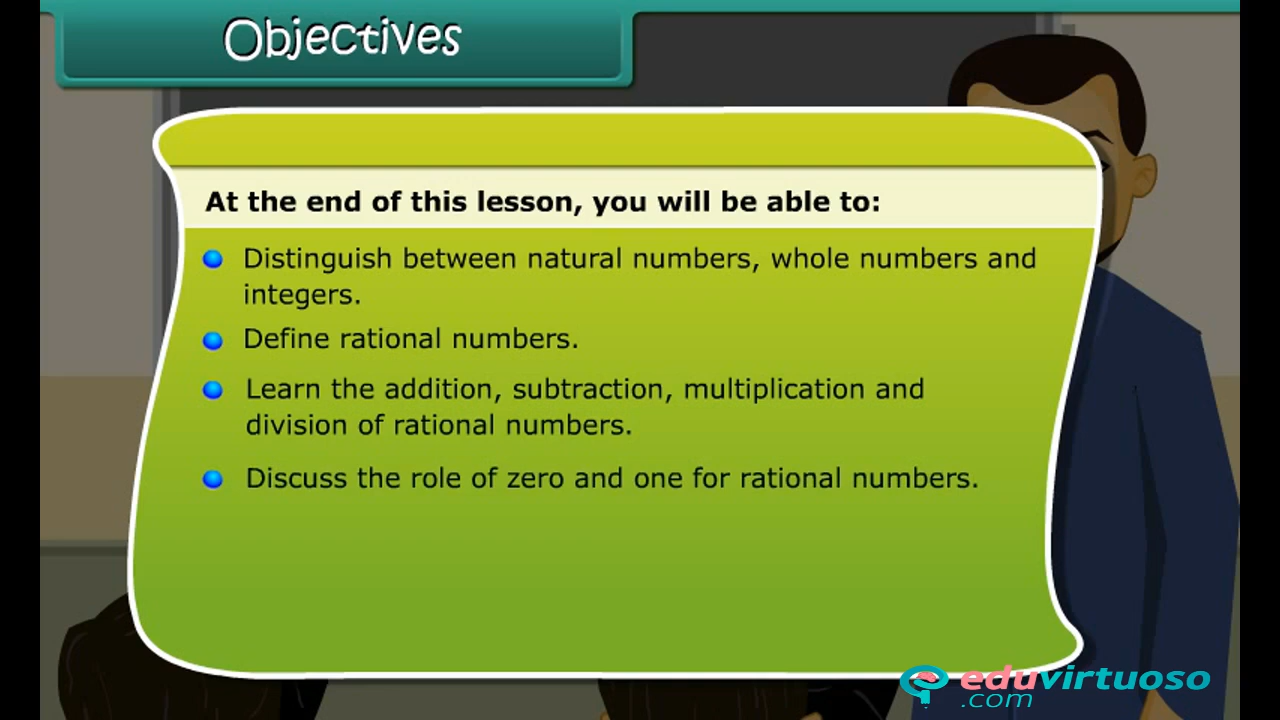 Objectives
At the end of this lesson, you will be able to:
Distinguish between natural numbers, whole numbers and
integers.
Define rational numbers.
Learn the addition, subtraction, multiplication and
division of rational numbers.
Discuss the role of zero and one for rational numbers.
eduvirtuoso
.com